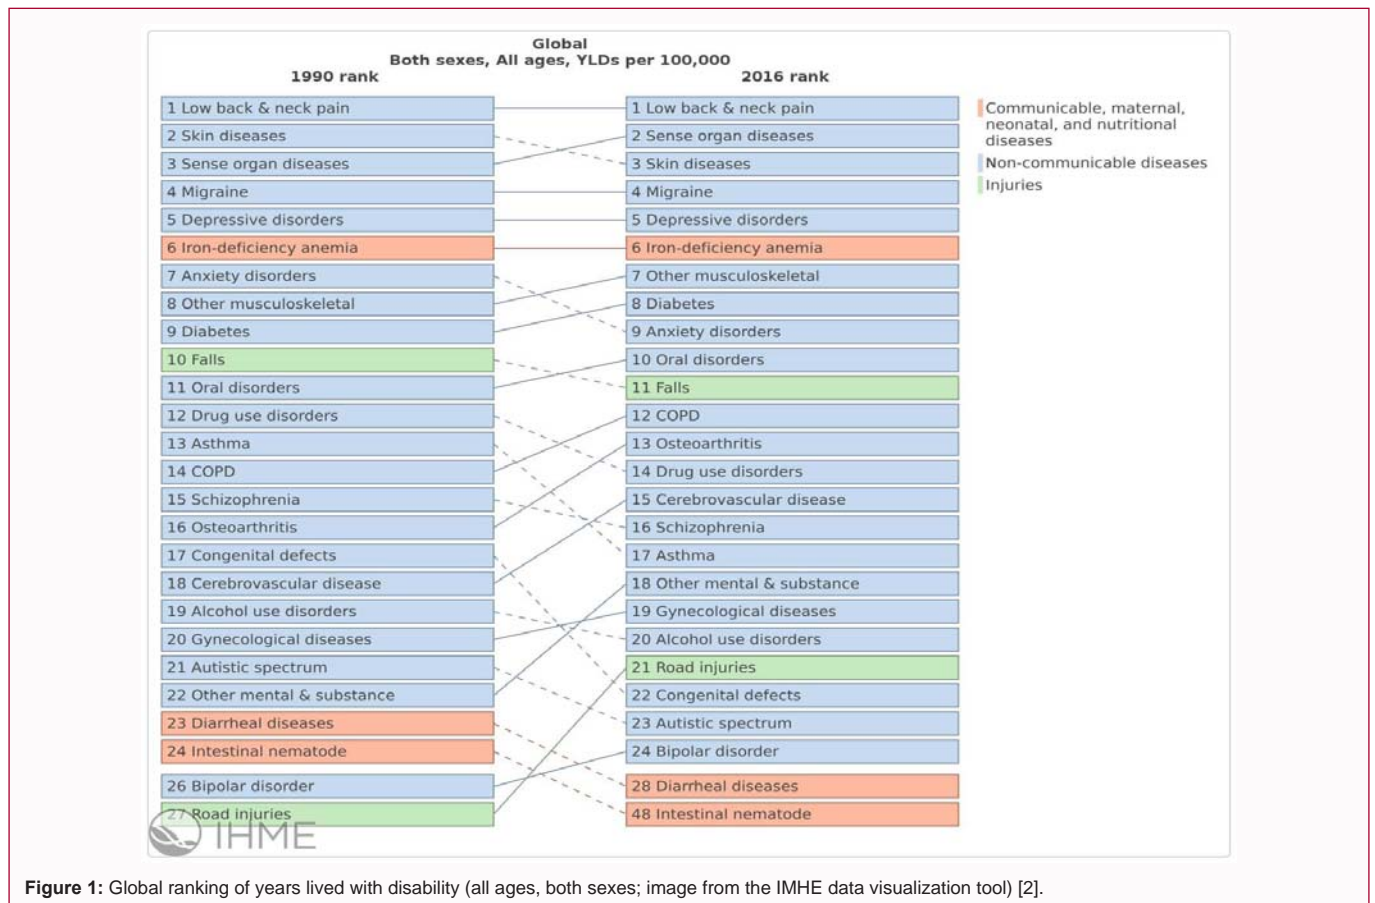 Global
Both sexes, All ages, YLDs per 100,000
1990 rank
2016 rank
1 Low back & neck pain
2 Skin diseases
3 Sense organ diseases
4 Migraine
5 Depressive disorders
6 Iron-deficiency anemia
7 Anxiety disorders
8 Other musculoskeletal
9 Diabetes
10 Falls
11 Oral disorders
12 Drug use disorders
13 Asthma
14 COPD
15 Schizophrenia
16 Osteoarthritis
17 Congenital defects
18 Cerebrovascular disease
19 Alcohol use disorders
20 Gynecological diseases
21 Autistic spectrum
22 Other mental & substance
23 Diarrheal diseases
24 Intestinal nematode
26 Bipolar disorder
27 Road injuries
IHME
1 Low back & neck pain
2 Sense organ diseases
3 Skin diseases
4 Migraine
5 Depressive disorders
6 Iron-deficiency anemia
7 Other musculoskeletal
8 Diabetes
9 Anxiety disorders
10 Oral disorders
11 Falls
12 COPD
13 Osteoarthritis
14 Drug use disorders
15 Cerebrovascular disease
16 Schizophrenia
17 Asthma
18 Other mental & substance
19 Gynecological diseases
20 Alcohol use disorders
21 Road injuries
22 Congenital defects
23 Autistic spectrum
24 Bipolar disorder
28 Diarrheal diseases
48 Intestinal nematode
Communicable, maternal,
neonatal, and nutritional
diseases
Non-communicable diseases
Injuries
Figure 1: Global ranking of years lived with disability (all ages, both sexes; image from the IMHE data visualization tool) [2].